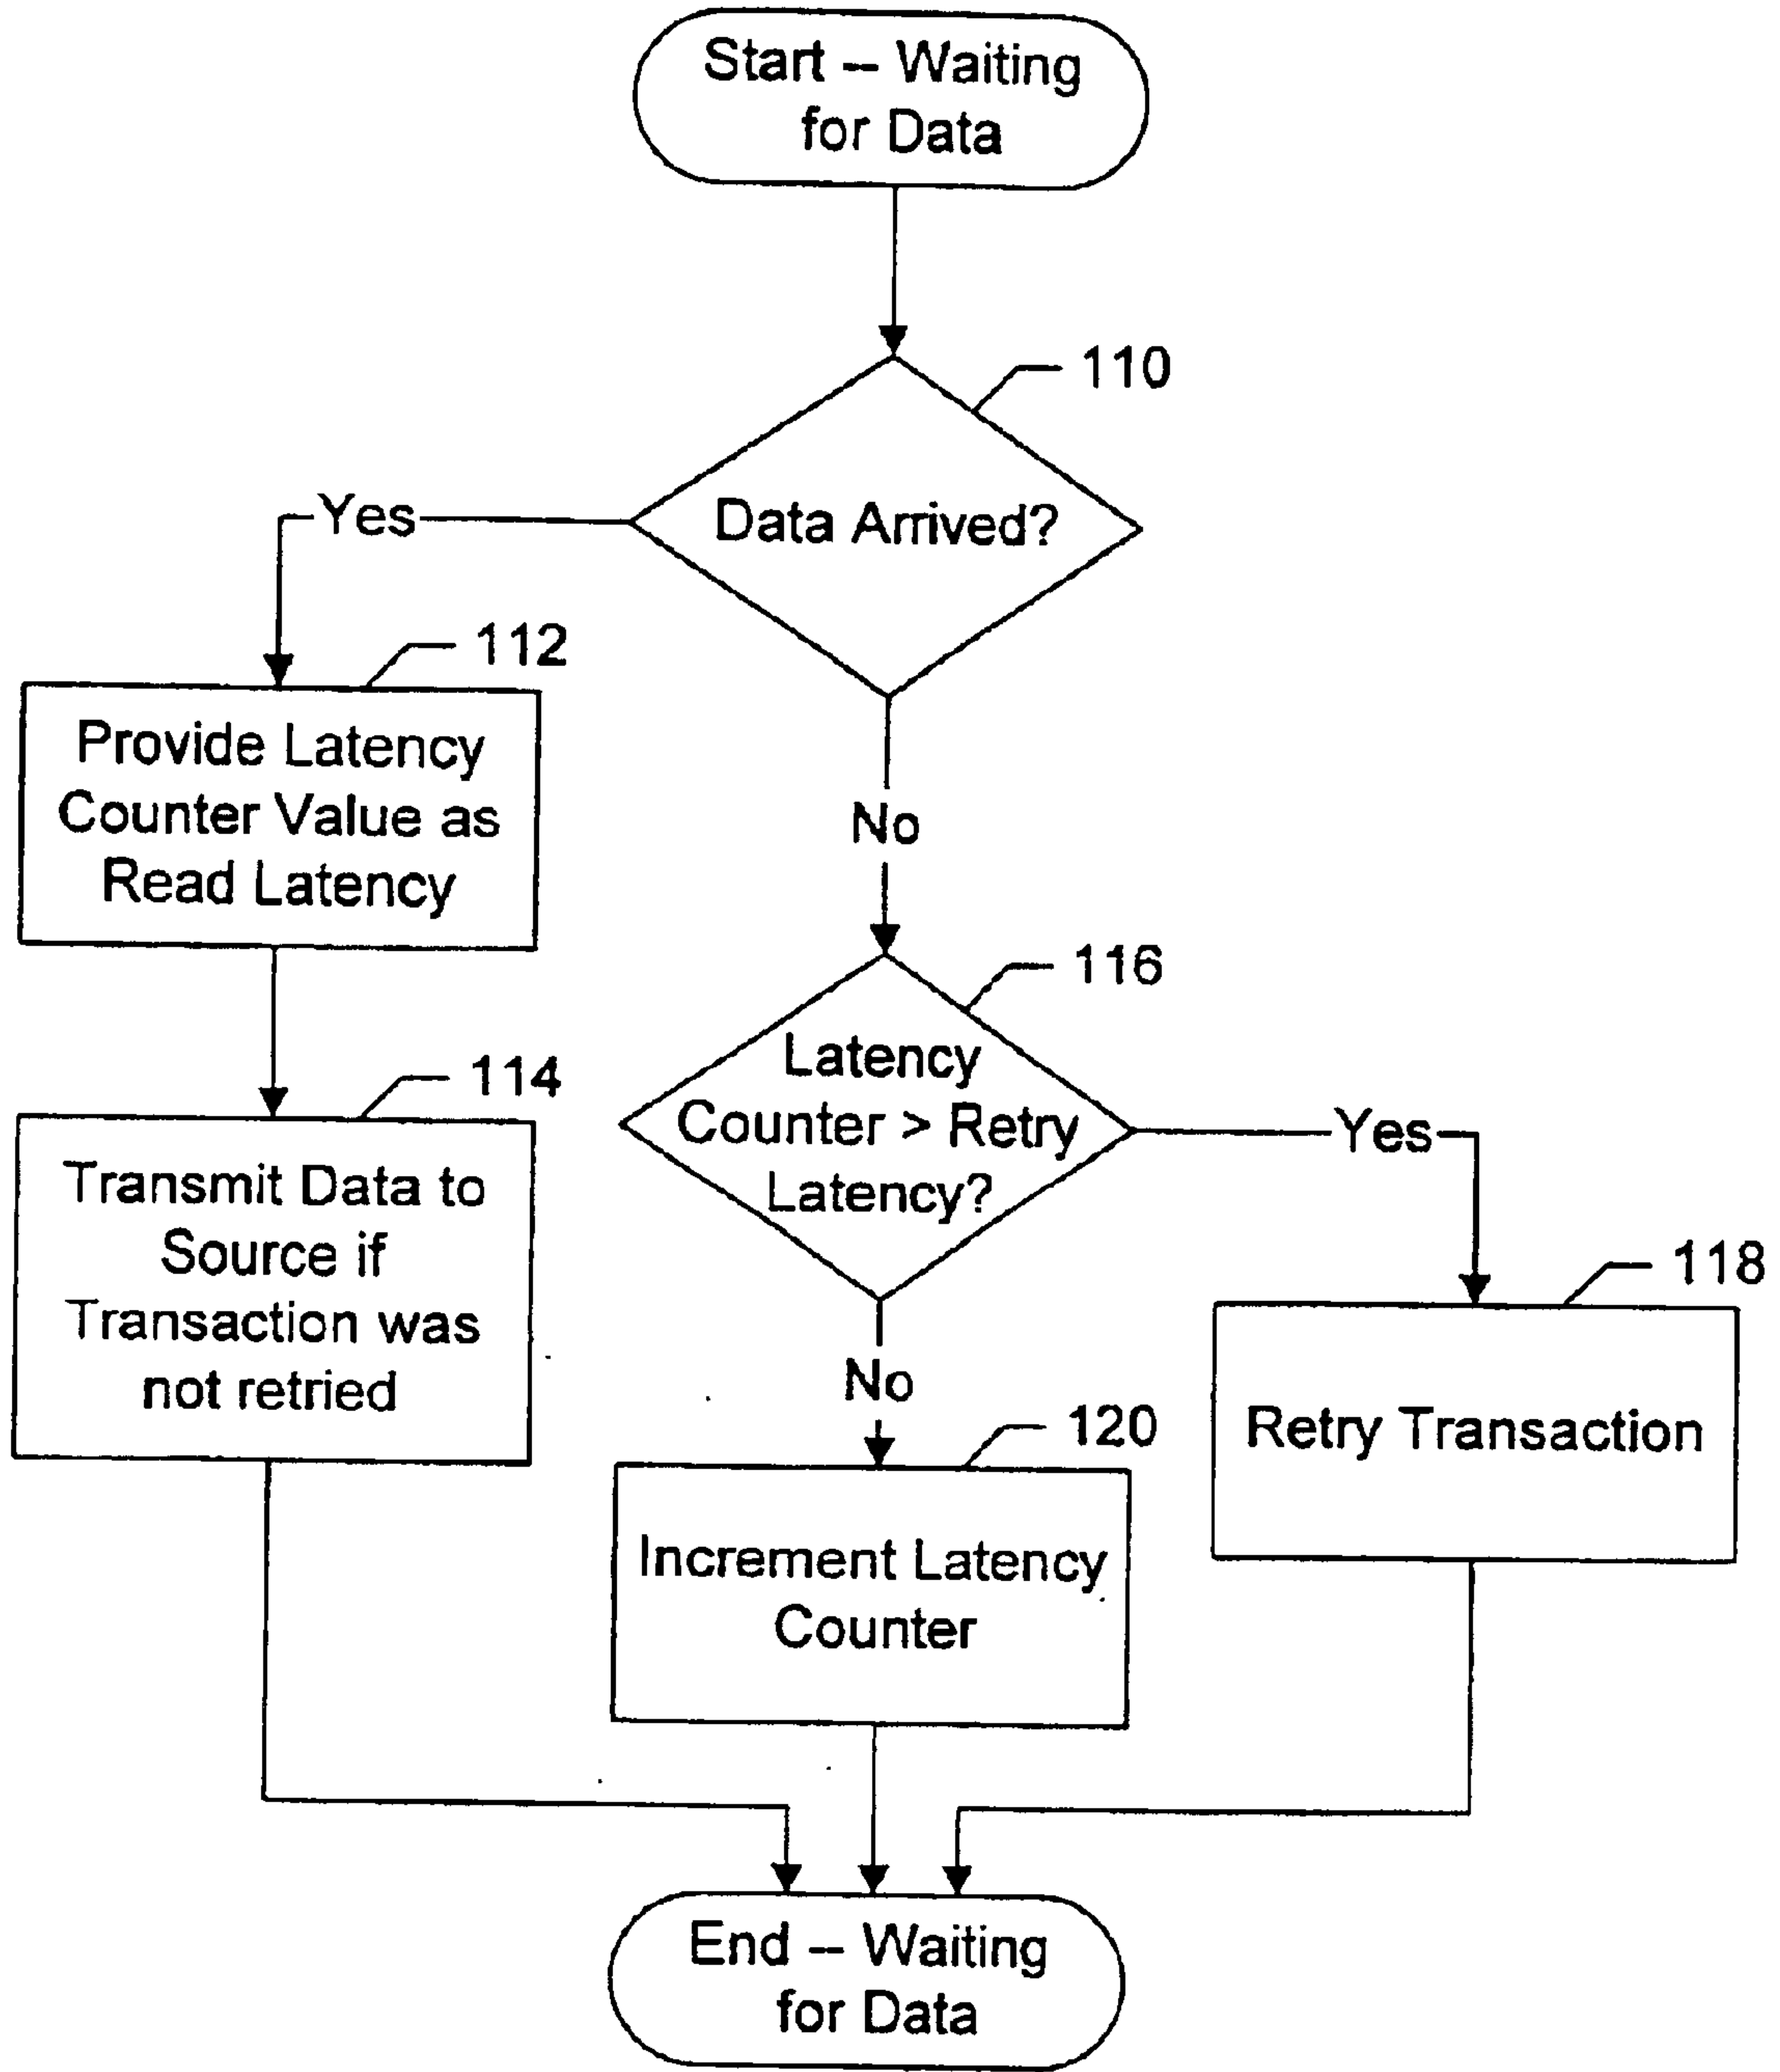 Start -- Waiting
for Data
110
Data Arrived?
Yes
112
Provide Latency
Counter Value as
Read Latency
No
116
Latency
Counter > Retry
Latency?
Yes
114
Transmit Data to
Source if
Transaction was
not retried
118
Retry Transaction
No
120
Increment Latency
Counter
End -- Waiting
for Data